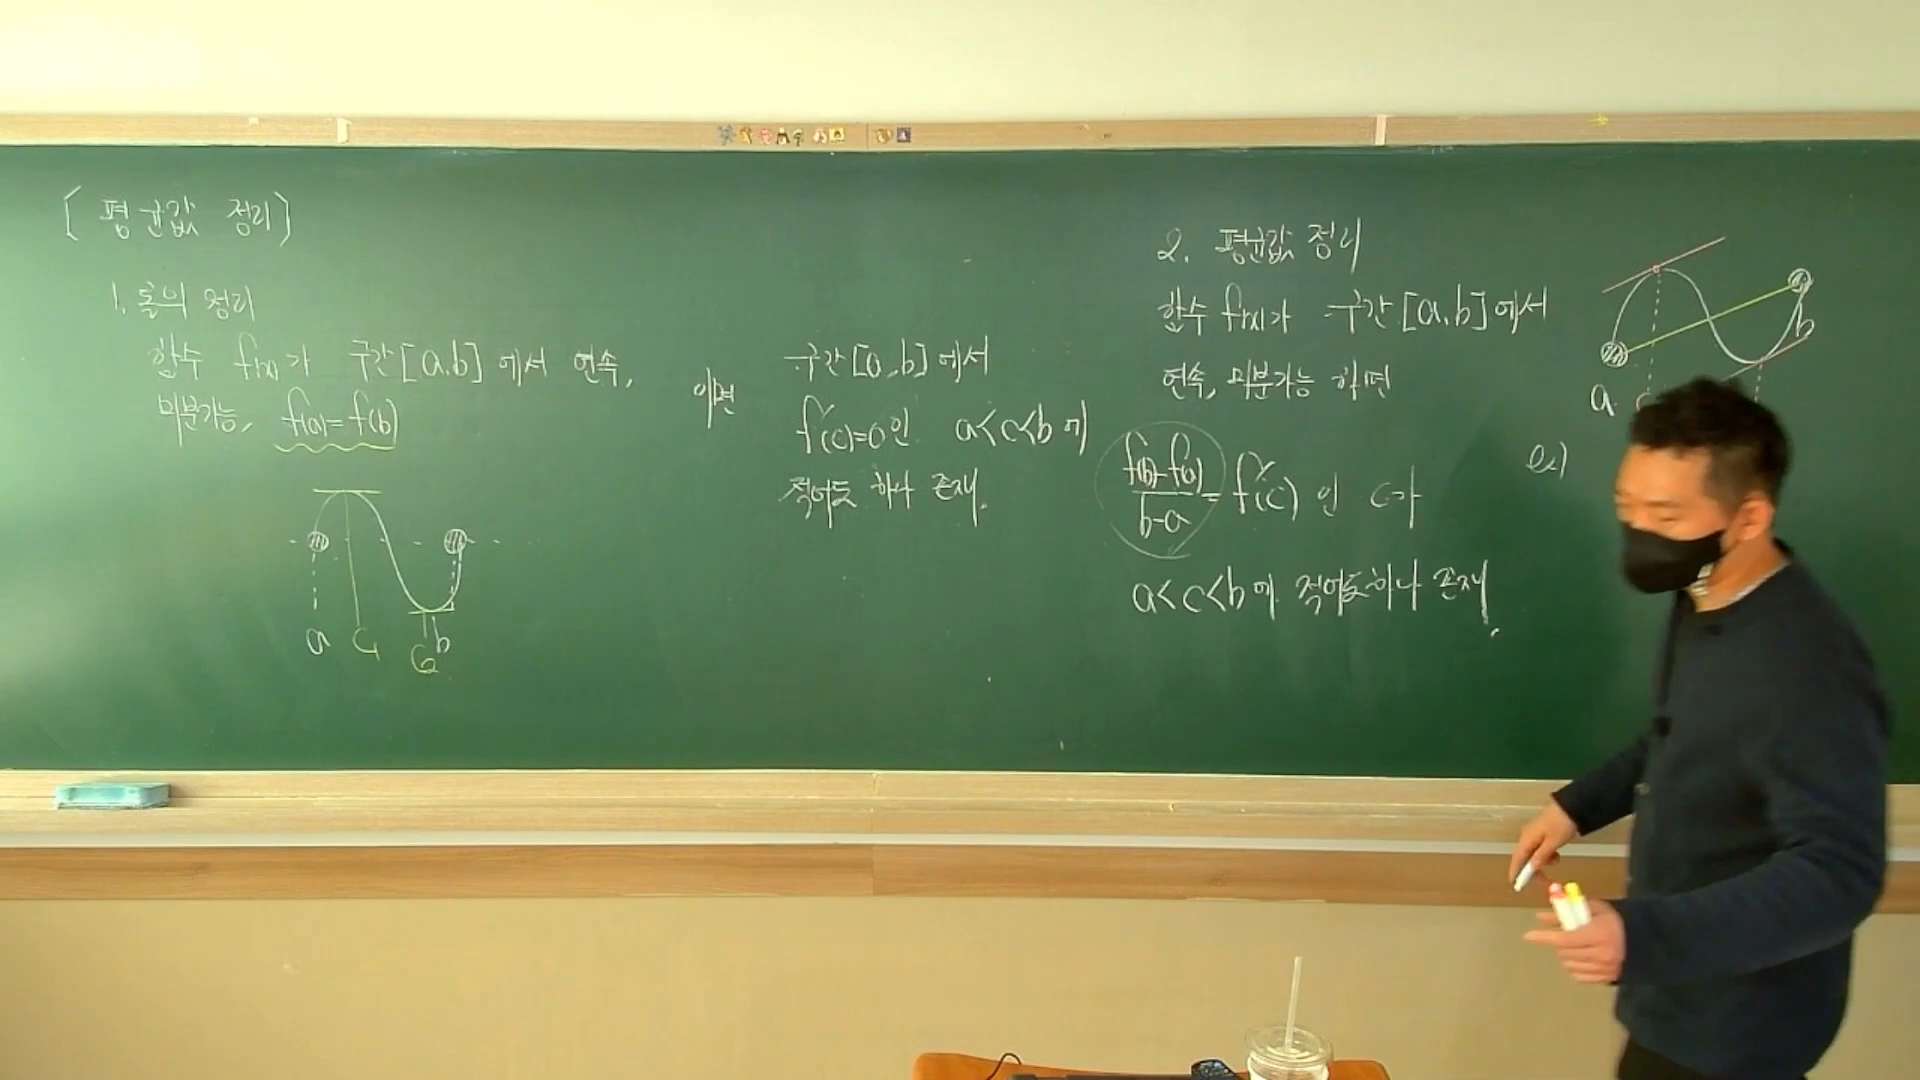 [ 평균값 정리 ]
1. 롤의 정리
함수 f(x)가 구간 [a,b] 에서 연속,
미분가능, f(a)=f(b)
이면
구간 [a,b] 에서
f'(c)=0 인 a<c<b 에
적어도 하나 존재.
a C₁ C₂ b
2. 평균값 정리
함수 f(x)가 구간 [a,b] 에서
연속, 미분가능 하면
f(b)-f(a) / b-a = f'(c) 인 c가
a<c<b에 적어도 하나 존재.
a b
ex)